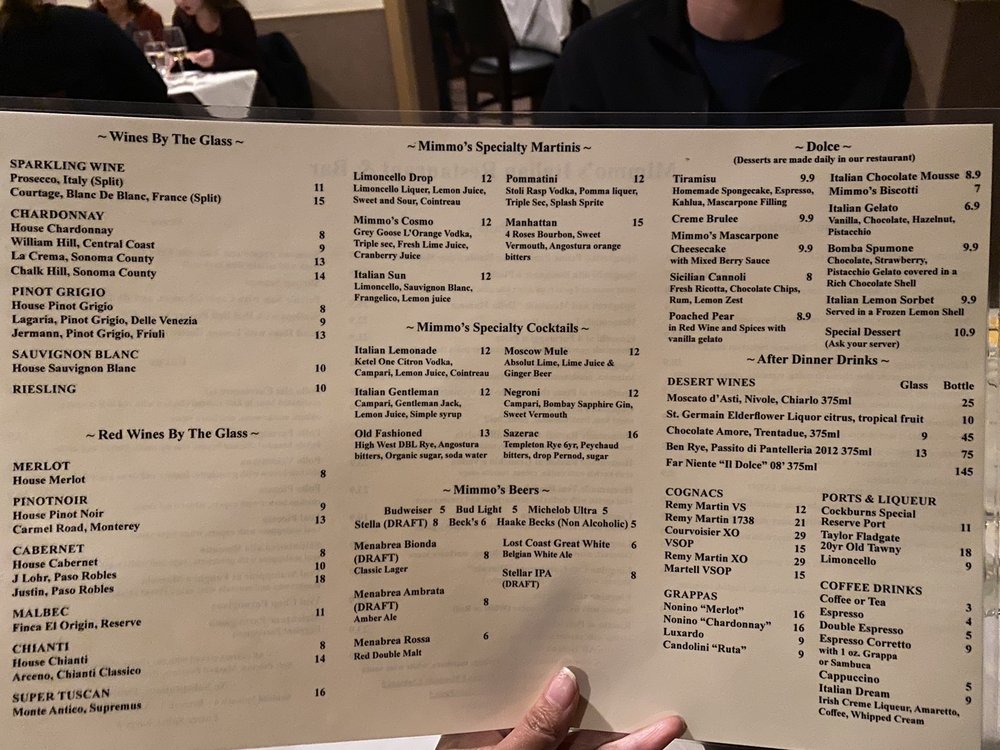 ~ Wines By The Glass ~
SPARKLING WINE
Prosecco, Italy (Split) 11
Courtage, Blanc De Blanc, France (Split) 15
CHARDONNAY
House Chardonnay 8
William Hill, Central Coast 9
La Crema, Sonoma County 13
Chalk Hill, Sonoma County 14
PINOT GRIGIO
House Pinot Grigio 8
Lagaria, Pinot Grigio, Delle Venezia 9
Jermann, Pinot Grigio, Friuli 13
SAUVIGNON BLANC
House Sauvignon Blanc 10
RIESLING 10
~ Red Wines By The Glass ~
MERLOT
House Merlot 8
PINOTNOIR
House Pinot Noir 9
Carmel Road, Monterey 13
CABERNET
House Cabernet 8
J Lohr, Paso Robles 10
Justin, Paso Robles 18
MALBEC
Finca El Origin, Reserve 11
CHIANTI
House Chianti 8
Arceno, Chianti Classico 14
SUPER TUSCAN
Monte Antico, Supremus 16
~ Mimmo's Specialty Martinis ~
Limoncello Drop 12
Limoncello Liquer, Lemon Juice,
Sweet and Sour, Cointreau
Mimmo's Cosmo 12
Grey Goose L'Orange Vodka,
Triple sec, Fresh Lime Juice,
Cranberry Juice
Italian Sun 12
Limoncello, Sauvignon Blanc,
Frangelico, Lemon juice
Pommatini 12
Stoli Rasp Vodka, Pomma liquer,
Triple Sec, Splash Sprite
Manhattan 15
4 Roses Bourbon, Sweet
Vermouth, Angostura orange
bitters
~ Mimmo's Specialty Cocktails ~
Italian Lemonade 12
Ketel One Citron Vodka,
Campari, Lemon Juice, Cointreau
Italian Gentleman 12
Campari, Gentleman Jack,
Lemon Juice, Simple syrup
Old Fashioned 13
High West DBL Rye, Angostura
bitters, Organic sugar, soda water
Moscow Mule 12
Absolut Lime, Lime Juice &
Ginger Beer
Negroni 12
Campari, Bombay Sapphire Gin,
Sweet Vermouth
Sazerac 16
Templeton Rye 6yr, Peychaud
bitters, drop Pernod, sugar
~ Mimmo's Beers ~
Budweiser 5 Bud Light 5 Michelob Ultra 5
Stella (DRAFT) 8 Beck's 6 Haake Becks (Non Alcoholic) 5
Menabrea Bionda
(DRAFT) 8
Classic Lager
Menabrea Ambrata
(DRAFT) 8
Amber Ale
Menabrea Rossa 6
Red Double Malt
Lost Coast Great White 6
Belgian White Ale
Stellar IPA 8
(DRAFT)
~ Dolce ~
(Desserts are made daily in our restaurant)
Tiramisu 9.9
Homemade Spongecake, Espresso,
Kahlua, Mascarpone Filling
Creme Brulee 9.9
Mimmo's Mascarpone
Cheesecake 9.9
with Mixed Berry Sauce
Sicilian Cannoli 8
Fresh Ricotta, Chocolate Chips,
Rum, Lemon Zest
Poached Pear 8.9
in Red Wine and Spices with
vanilla gelato
Italian Chocolate Mousse 8.9
Mimmo's Biscotti 7
Italian Gelato 6.9
Vanilla, Chocolate, Hazelnut,
Pistacchio
Bomba Spumone 9.9
Chocolate, Strawberry,
Pistacchio Gelato covered in a
Rich Chocolate Shell
Italian Lemon Sorbet 9.9
Served in a Frozen Lemon Shell
Special Dessert 10.9
(Ask your server)
~ After Dinner Drinks ~
DESERT WINES Glass Bottle
Moscato d'Asti, Nivole, Chiarlo 375ml 25
St. Germain Elderflower Liquor citrus, tropical fruit 10
Chocolate Amore, Trentadue, 375ml 9 45
Ben Rye, Passito di Pantelleria 2012 375ml 13 75
Far Niente "Il Dolce" 08' 375ml 145
COGNACS
Remy Martin VS 12
Remy Martin 1738 21
Courvoisier XO 29
VSOP 15
Remy Martin XO 29
Martell VSOP 15
GRAPPAS
Nonino "Merlot" 16
Nonino "Chardonnay" 16
Luxardo 9
Candolini "Ruta" 9
PORTS & LIQUEUR
Cockburns Special
Reserve Port 11
Taylor Fladgate
20yr Old Tawny 18
Limoncello 9
COFFEE DRINKS
Coffee or Tea 3
Espresso 4
Double Espresso 5
Espresso Corretto 9
with 1 oz. Grappa
or Sambuca
Cappuccino 5
Italian Dream 9
Irish Creme Liqueur, Amaretto,
Coffee, Whipped Cream